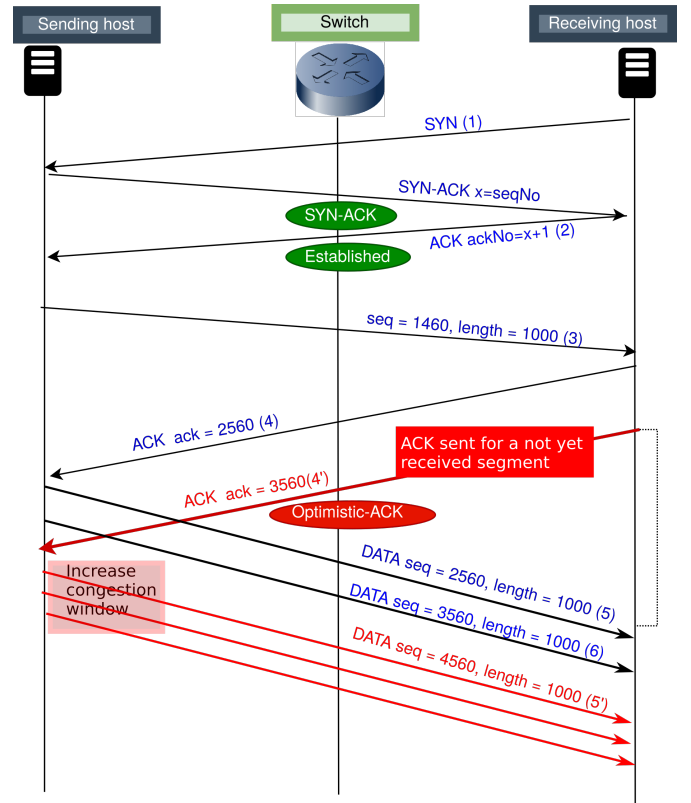 Sending host
Switch
Receiving host
SYN (1)
SYN-ACK x=seqNo
SYN-ACK
ACK ackNo=x+1 (2)
Established
seq = 1460, length = 1000 (3)
ACK ack = 2560 (4)
ACK sent for a not yet
received segment
ACK ack = 3560(4')
Optimistic-ACK
DATA seq = 2560, length = 1000 (5)
Increase
congestion
window
DATA seq = 3560, length = 1000 (6)
DATA seq = 4560, length = 1000 (5')